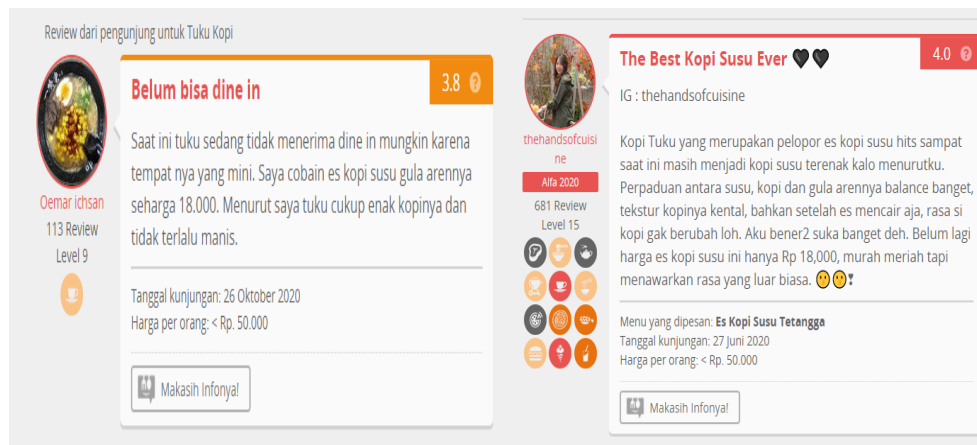 Review dari pengunjung untuk Tuku Kopi
Oemar ichsan
113 Review
Level 9
Belum bisa dine in
3.8 ?
Saat ini tuku sedang tidak menerima dine in mungkin karena
tempat nya yang mini. Saya cobain es kopi susu gula arennya
seharga 18.000. Menurut saya tuku cukup enak kopinya dan
tidak terlalu manis.
Tanggal kunjungan: 26 Oktober 2020
Harga per orang: < Rp. 50.000
Makasih Infonya!
thehandsofcuisi
ne
Alfa 2020
681 Review
Level 15
The Best Kopi Susu Ever 🖤🖤
4.0 ?
IG : thehandsofcuisine
Kopi Tuku yang merupakan pelopor es kopi susu hits sampat
saat ini masih menjadi kopi susu terenak kalo menurutku.
Perpaduan antara susu, kopi dan gula arennya balance banget,
tekstur kopinya kental, bahkan setelah es mencair aja, rasa si
kopi gak berubah loh. Aku bener2 suka banget deh. Belum lagi
harga es kopi susu ini hanya Rp 18,000, murah meriah tapi
menawarkan rasa yang luar biasa. 😗😗❣
Menu yang dipesan: Es Kopi Susu Tetangga
Tanggal kunjungan: 27 Juni 2020
Harga per orang: < Rp. 50.000
Makasih Infonya!